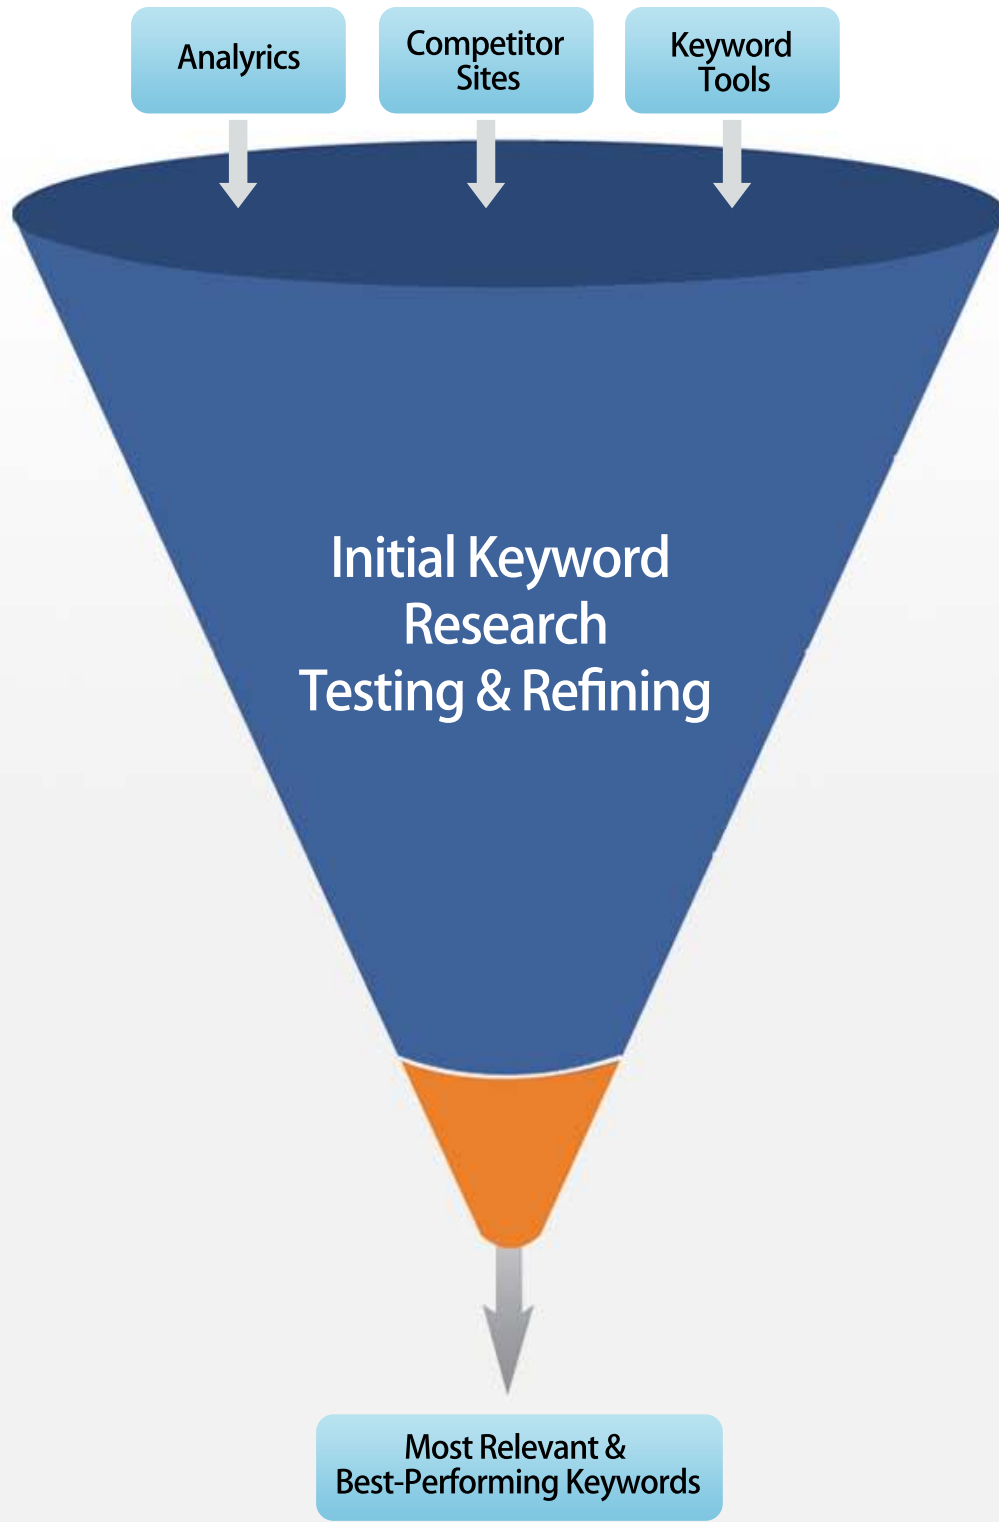 Analyrics
Competitor
Sites
Keyword
Tools
Initial Keyword
Research
Testing & Refining
Most Relevant &
Best-Performing Keywords